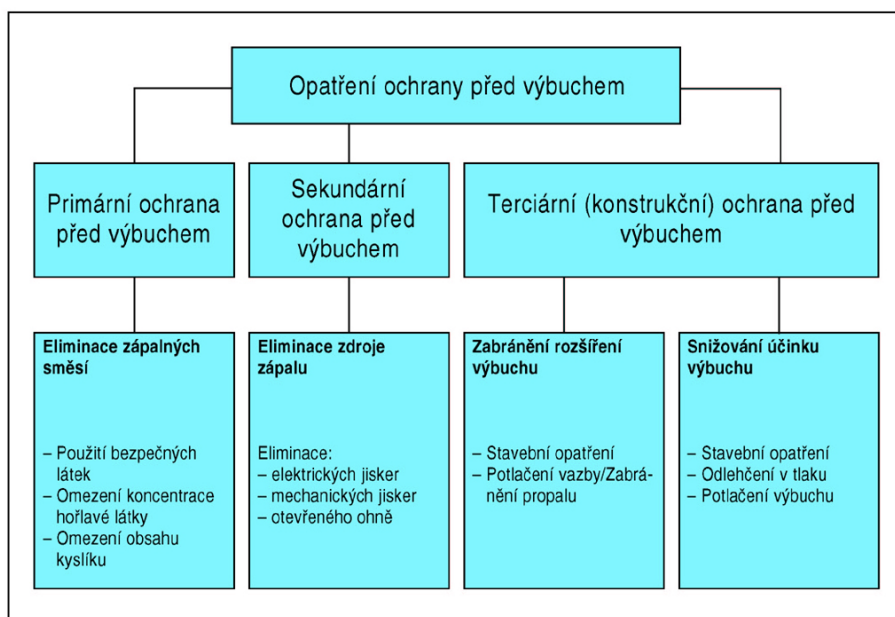 Opatření ochrany před výbuchem
Primární ochrana
před výbuchem
Sekundární
ochrana před
výbuchem
Terciární (konstrukční) ochrana před
výbuchem
Eliminace zápalných
směsí
– Použití bezpečných
látek
– Omezení koncentrace
hořlavé látky
– Omezení obsahu
kyslíku
Eliminace zdroje
zápalu
Eliminace:
– elektrických jisker
– mechanických jisker
– otevřeného ohně
Zabránění rozšíření
výbuchu
– Stavební opatření
– Potlačení vazby/Zabrá-
nění propalu
Snižování účinku
výbuchu
– Stavební opatření
– Odlehčení v tlaku
– Potlačení výbuchu